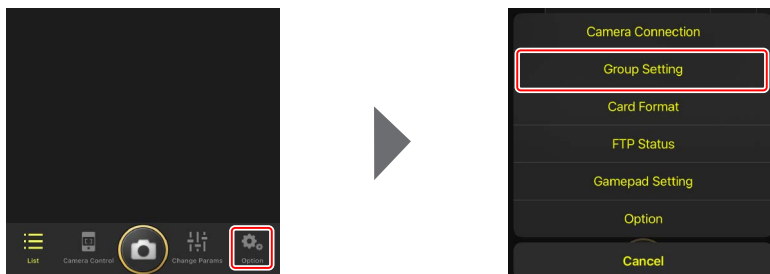 List
Camera Control
Change Params
Option
Camera Connection
Group Setting
Card Format
FTP Status
Gamepad Setting
Option
Cancel